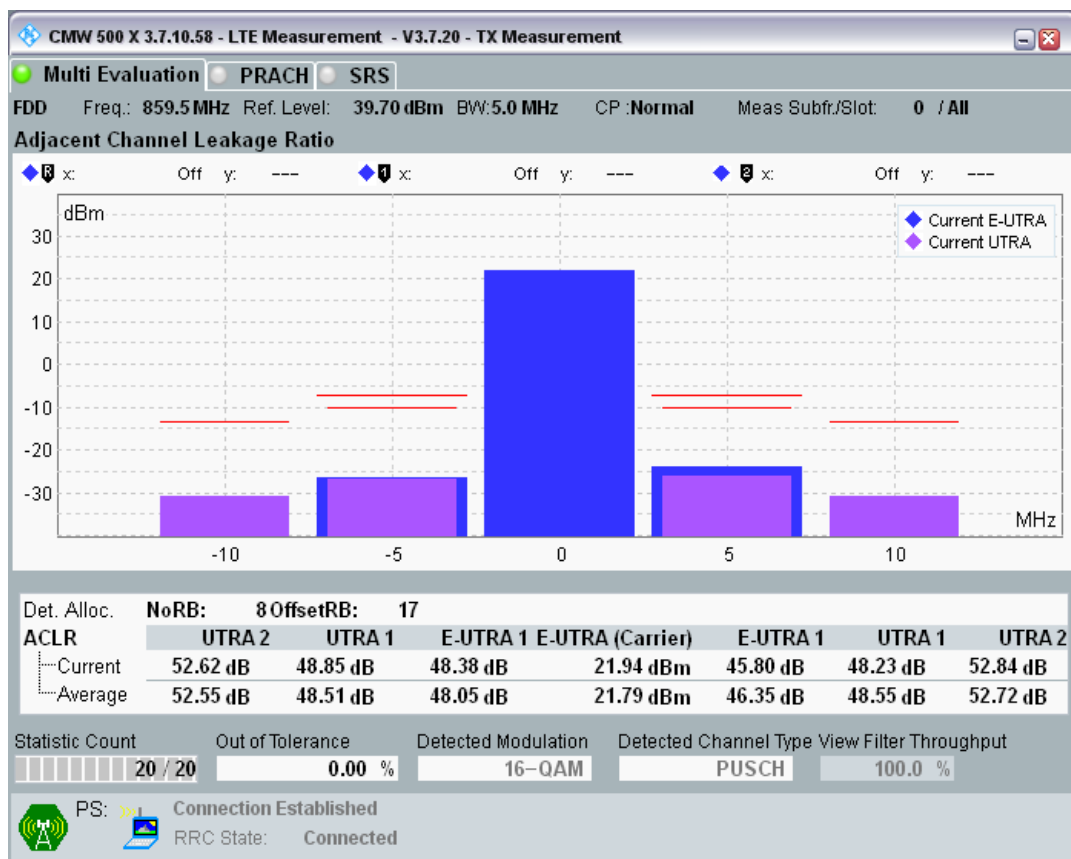 CMW 500 X 3.7.10.58 - LTE Measurement - V3.7.20 - TX Measurement
Multi Evaluation PRACH SRS
FDD Freq.: 859.5 MHz Ref. Level: 39.70 dBm BW:5.0 MHz CP :Normal Meas Subfr./Slot: 0 / All
Adjacent Channel Leakage Ratio
R x: Off y: --- 1 x: Off y: --- 2 x: Off y: ---
dBm
Current E-UTRA
Current UTRA
30
20
10
0
-10
-20
-30
MHz
-10 -5 0 5 10
Det. Alloc. NoRB: 8 OffsetRB: 17
ACLR UTRA 2 UTRA 1 E-UTRA 1 E-UTRA (Carrier) E-UTRA 1 UTRA 1 UTRA 2
Current 52.62 dB 48.85 dB 48.38 dB 21.94 dBm 45.80 dB 48.23 dB 52.84 dB
Average 52.55 dB 48.51 dB 48.05 dB 21.79 dBm 46.35 dB 48.55 dB 52.72 dB
Statistic Count Out of Tolerance Detected Modulation Detected Channel Type View Filter Throughput
20 / 20 0.00 % 16-QAM PUSCH 100.0 %
PS: Connection Established
RRC State: Connected